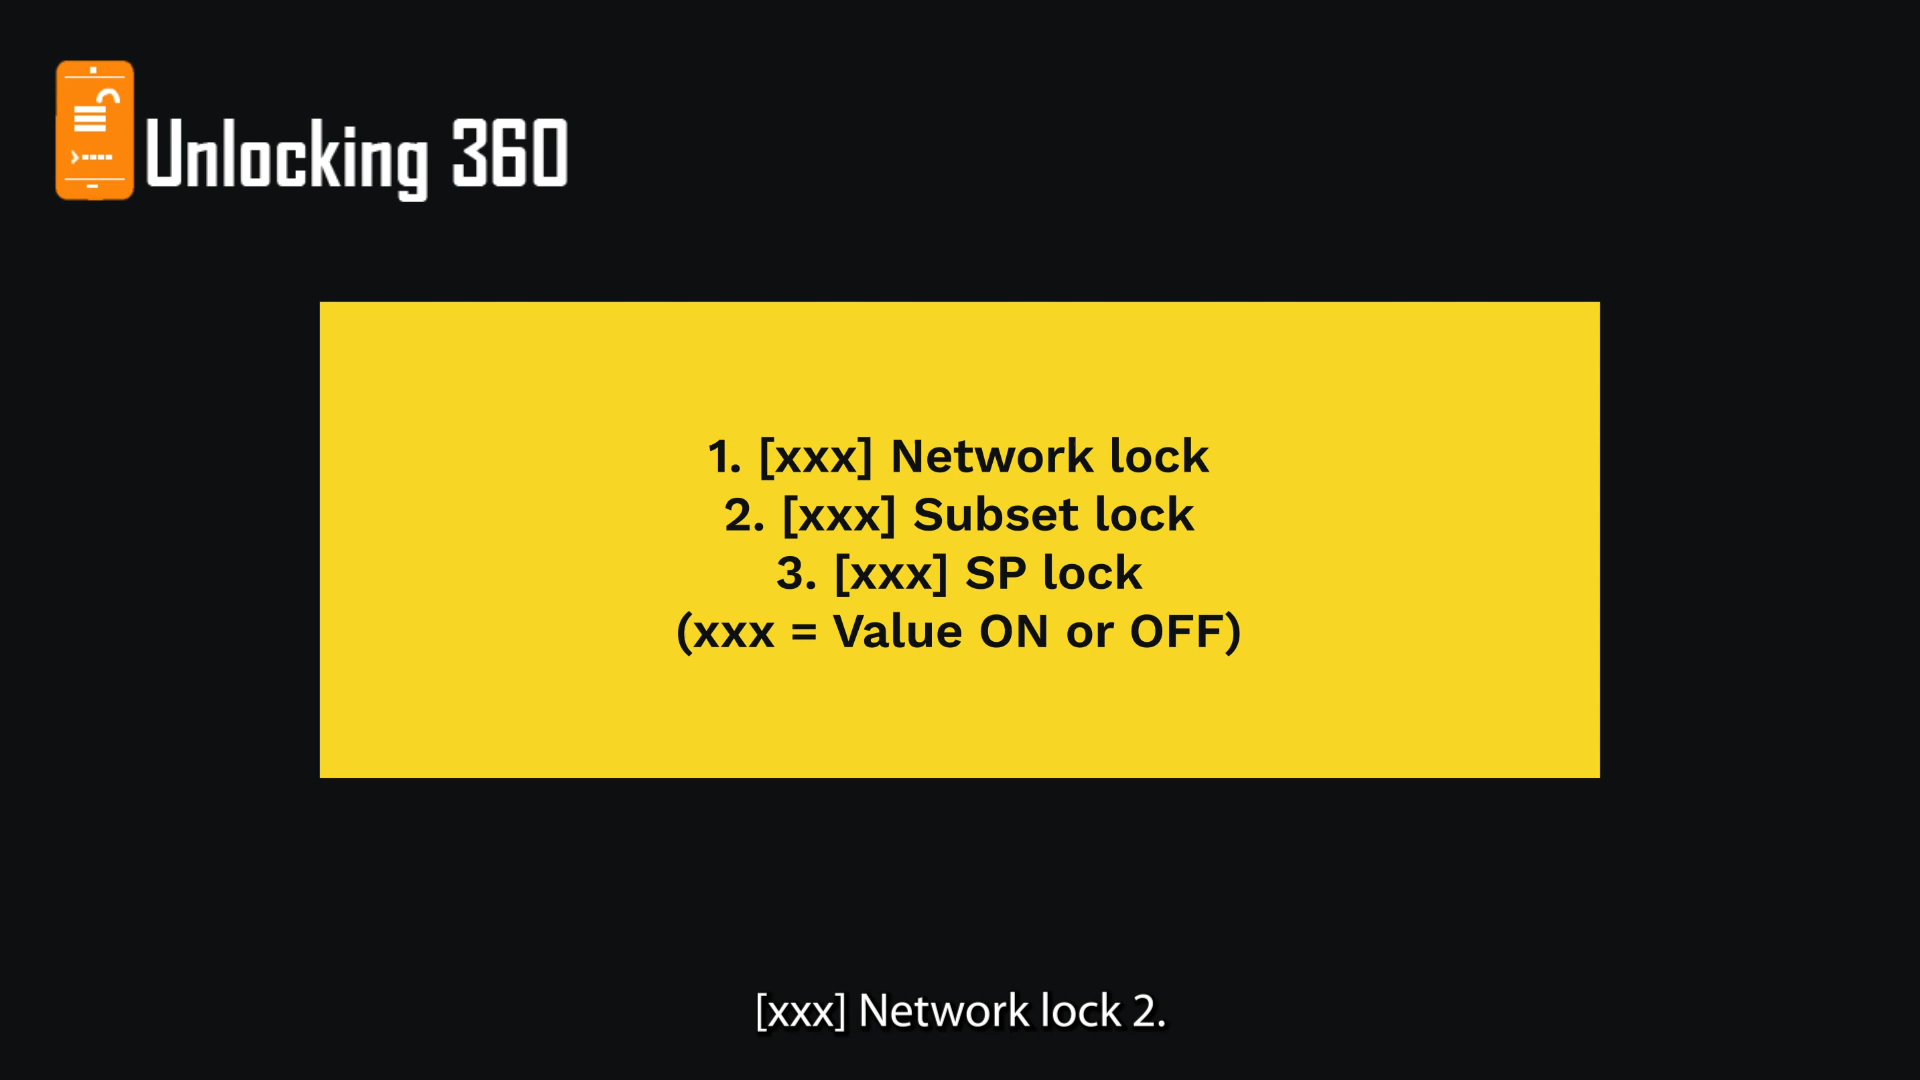 Unlocking 360
1. [xxx] Network lock
2. [xxx] Subset lock
3. [xxx] SP lock
(xxx = Value ON or OFF)
[xxx] Network lock 2.